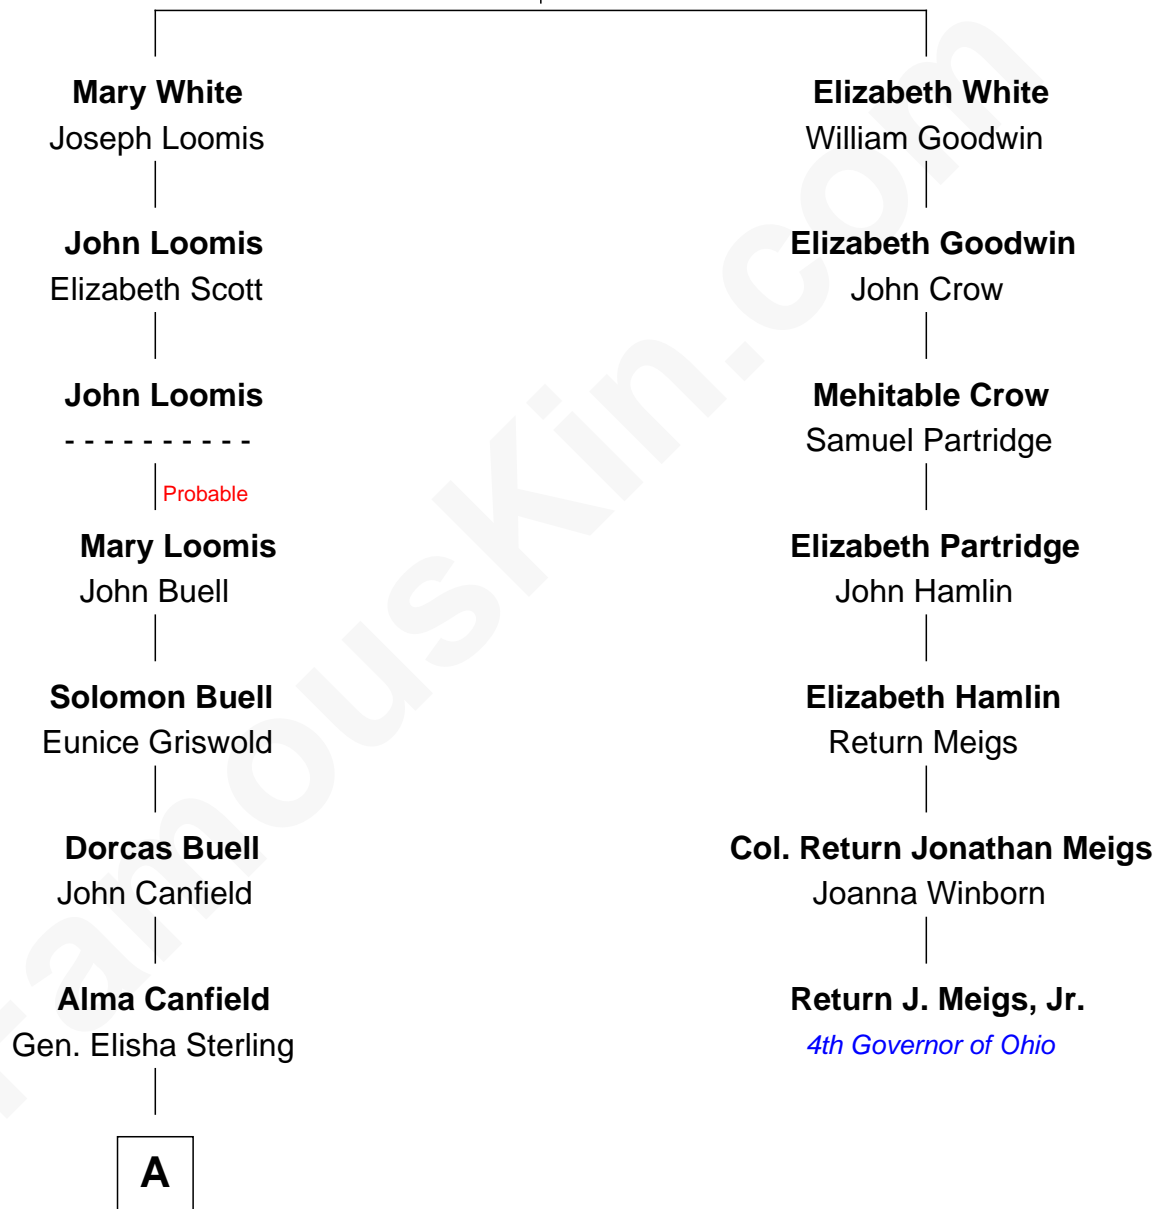 Mary White
Joseph Loomis
John Loomis
Elizabeth Scott
John Loomis
- - - - - - - - - -
Probable
Mary Loomis
John Buell
Solomon Buell
Eunice Griswold
Dorcas Buell
John Canfield
Alma Canfield
Gen. Elisha Sterling
A
Elizabeth White
William Goodwin
Elizabeth Goodwin
John Crow
Mehitable Crow
Samuel Partridge
Elizabeth Partridge
John Hamlin
Elizabeth Hamlin
Return Meigs
Col. Return Jonathan Meigs
Joanna Winborn
Return J. Meigs, Jr.
4th Governor of Ohio
FamousKin.com